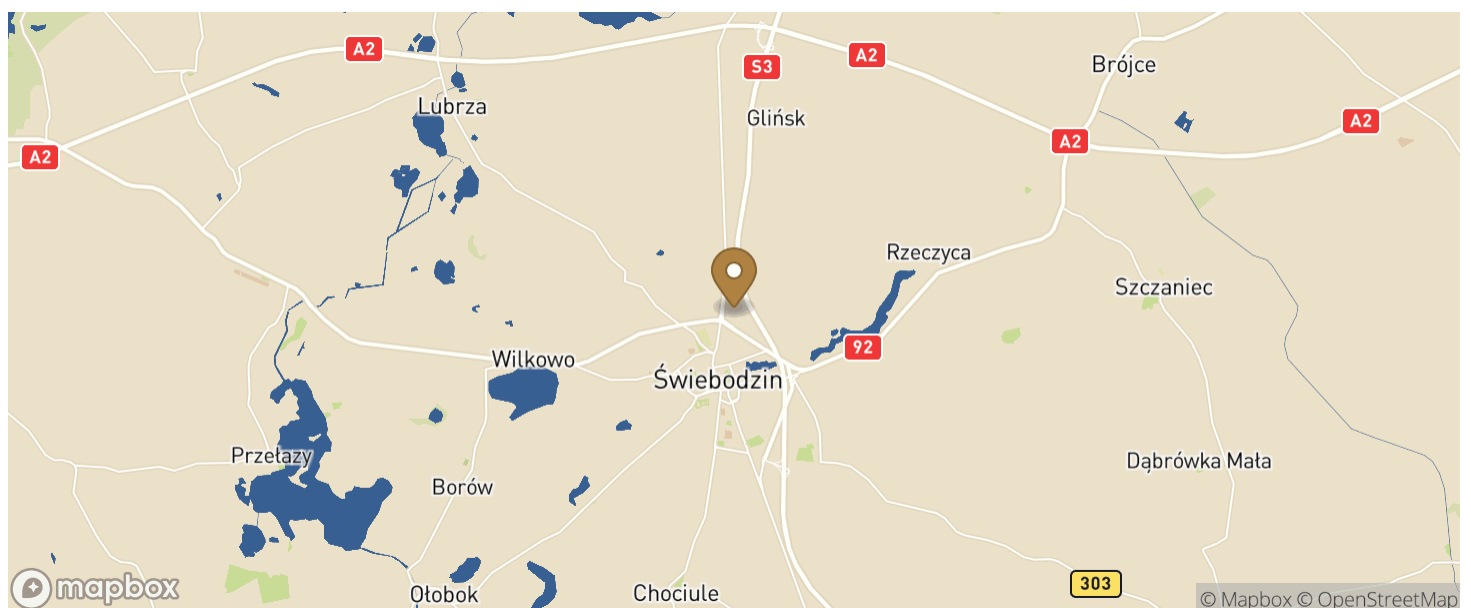 A2
A2
S3
Brójce
Lubrza
Glińsk
A2
A2
A2
Rzeczyca
Szczaniec
92
Wilkowo
Świebodzin
Przełazy
Dąbrówka Mała
Borów
303
mapbox
Ołobok
Chociule
© Mapbox © OpenStreetMap